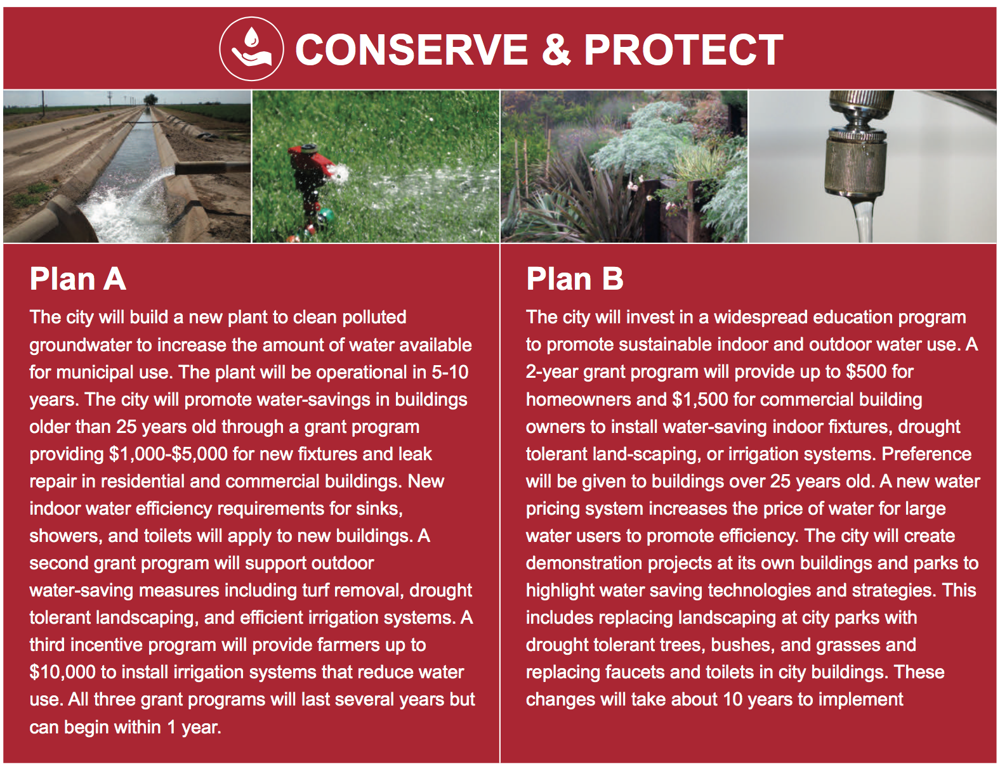 CONSERVE & PROTECT
Plan A
The city will build a new plant to clean polluted
groundwater to increase the amount of water available
for municipal use. The plant will be operational in 5-10
years. The city will promote water-savings in buildings
older than 25 years old through a grant program
providing $1,000-$5,000 for new fixtures and leak
repair in residential and commercial buildings. New
indoor water efficiency requirements for sinks,
showers, and toilets will apply to new buildings. A
second grant program will support outdoor
water-saving measures including turf removal, drought
tolerant landscaping, and efficient irrigation systems. A
third incentive program will provide farmers up to
$10,000 to install irrigation systems that reduce water
use. All three grant programs will last several years but
can begin within 1 year.
Plan B
The city will invest in a widespread education program
to promote sustainable indoor and outdoor water use. A
2-year grant program will provide up to $500 for
homeowners and $1,500 for commercial building
owners to install water-saving indoor fixtures, drought
tolerant land-scaping, or irrigation systems. Preference
will be given to buildings over 25 years old. A new water
pricing system increases the price of water for large
water users to promote efficiency. The city will create
demonstration projects at its own buildings and parks to
highlight water saving technologies and strategies. This
includes replacing landscaping at city parks with
drought tolerant trees, bushes, and grasses and
replacing faucets and toilets in city buildings. These
changes will take about 10 years to implement